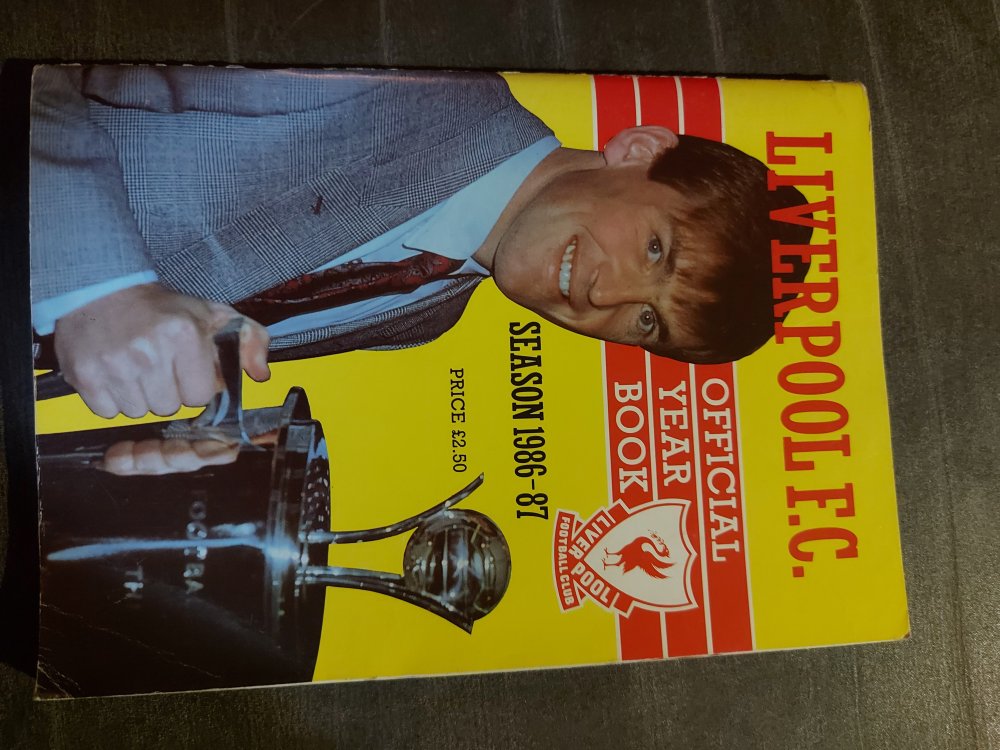 LIVERPOOL F.C.
OFFICIAL
YEAR
BOOK
LIVERPOOL
FOOTBALL CLUB
SEASON 1986-87
PRICE £2.50